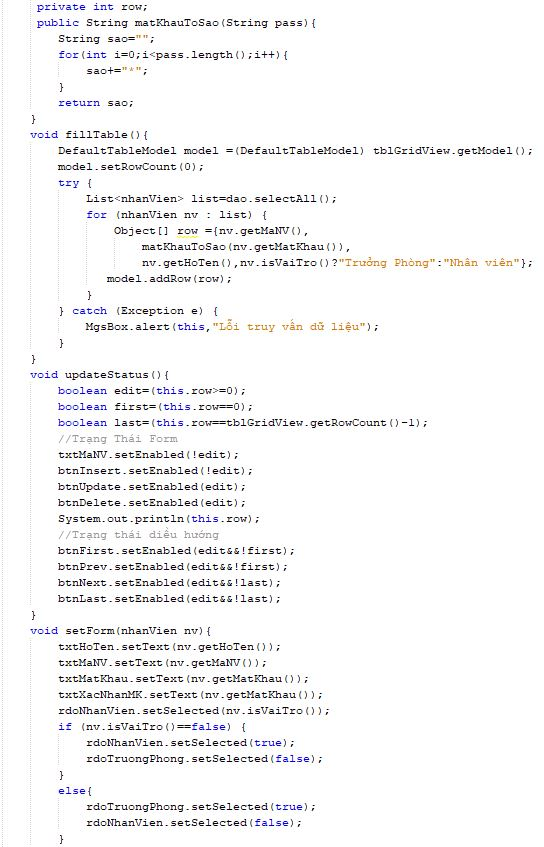 private int row;
public String matKhauToSao(String pass){
String sao="";
for(int i=0;i<pass.length();i++){
sao+="*";
}
return sao;
}
void fillTable(){
DefaultTableModel model =(DefaultTableModel) tblGridView.getModel();
model.setRowCount(0);
try {
List<nhanVien> list=dao.selectAll();
for (nhanVien nv : list) {
Object[] row ={nv.getMaNV(),
matKhauToSao(nv.getMatKhau()),
nv.getHoTen(),nv.isVaiTro()?"Trưởng Phòng":"Nhân viên"};
model.addRow(row);
}
} catch (Exception e) {
MgsBox.alert(this,"Lỗi truy vấn dữ liệu");
}
}
void updateStatus(){
boolean edit=(this.row>=0);
boolean first=(this.row==0);
boolean last=(this.row==tblGridView.getRowCount()-1);
//Trạng Thái Form
txtMaNV.setEnabled(!edit);
btnInsert.setEnabled(!edit);
btnUpdate.setEnabled(edit);
btnDelete.setEnabled(edit);
System.out.println(this.row);
//Trạng thái điều hướng
btnFirst.setEnabled(edit&&!first);
btnPrev.setEnabled(edit&&!first);
btnNext.setEnabled(edit&&!last);
btnLast.setEnabled(edit&&!last);
}
void setForm(nhanVien nv){
txtHoTen.setText(nv.getHoTen());
txtMaNV.setText(nv.getMaNV());
txtMatKhau.setText(nv.getMatKhau());
txtXacNhanMK.setText(nv.getMatKhau());
rdoNhanVien.setSelected(nv.isVaiTro());
if (nv.isVaiTro()==false) {
rdoNhanVien.setSelected(true);
rdoTruongPhong.setSelected(false);
}
else{
rdoTruongPhong.setSelected(true);
rdoNhanVien.setSelected(false);
}